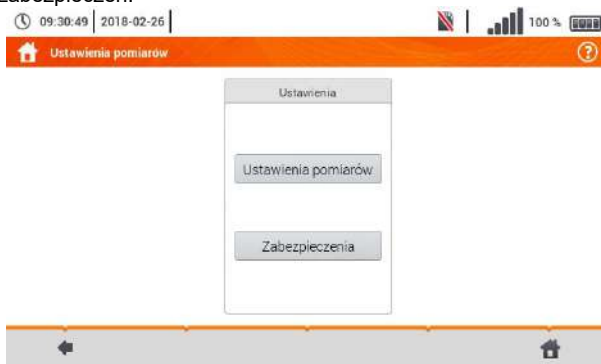 zabezpieczeń.
09:30:49 2018-02-26 100 %
Ustawienia pomiarów ?
Ustawienia
Ustawienia pomiarów
Zabezpieczenia